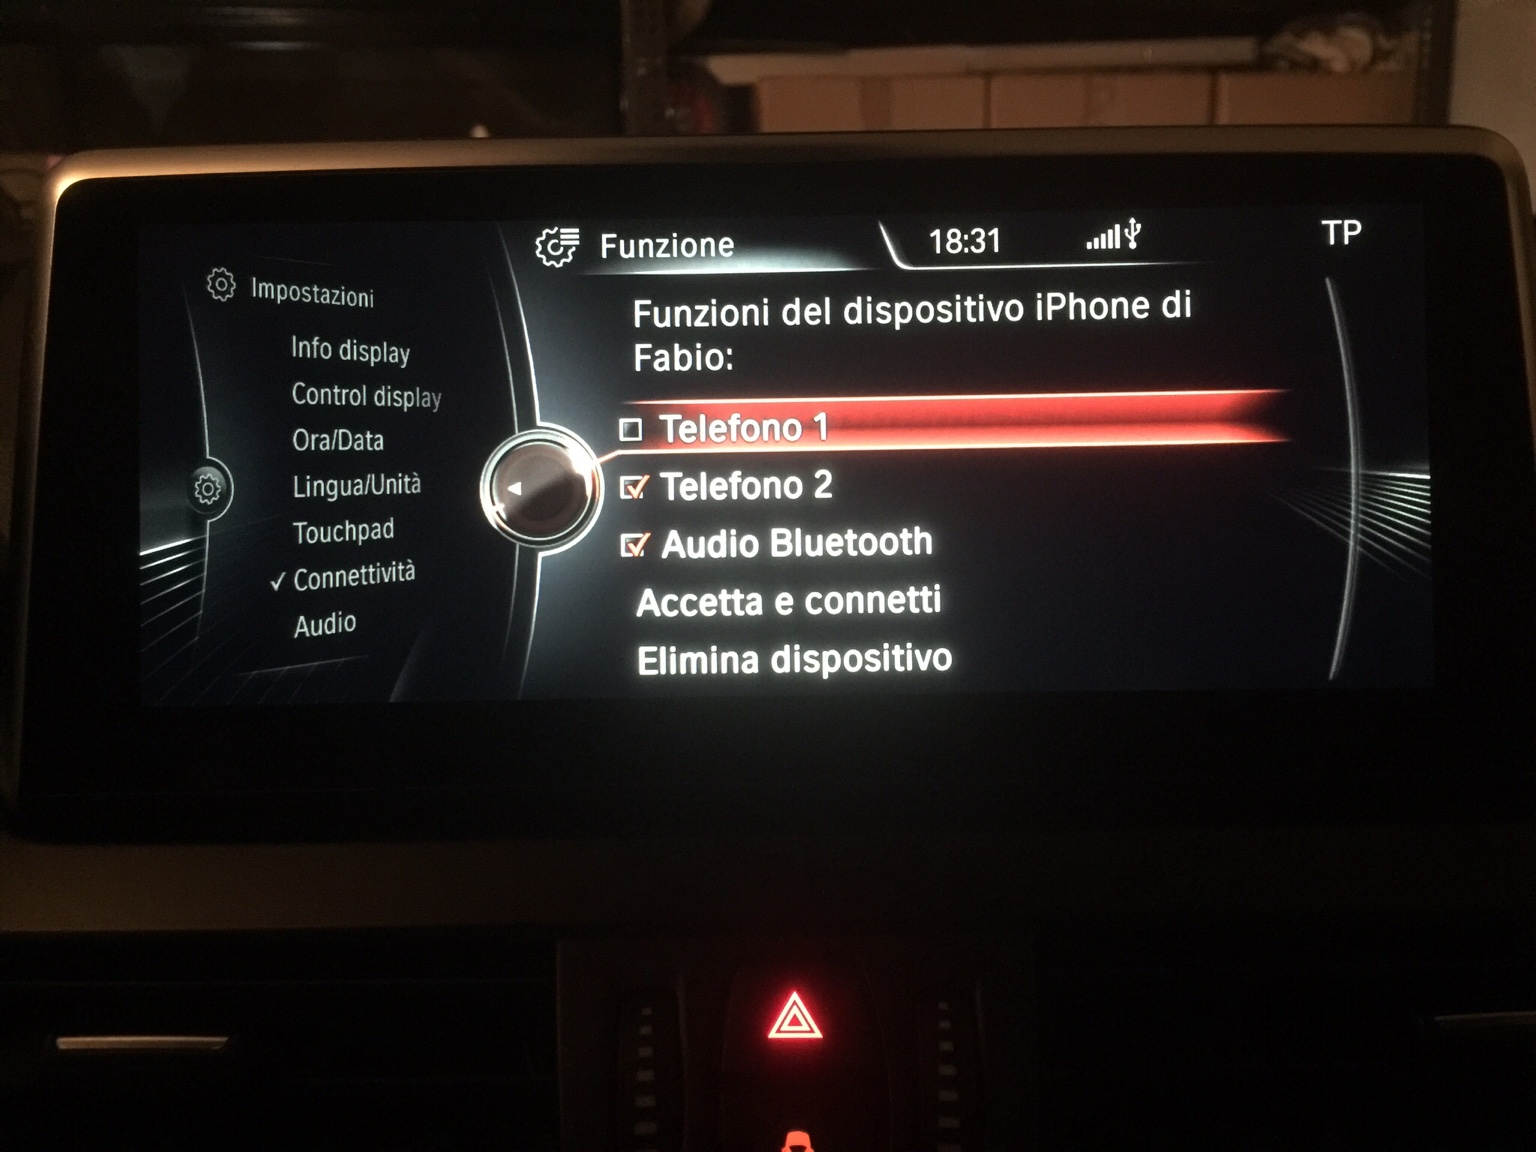 Funzione
18:31
TP
Impostazioni
Info display
Control display
Ora/Data
Lingua/Unità
Touchpad
Connettività
Audio
Funzioni del dispositivo iPhone di
Fabio:
Telefono 1
Telefono 2
Audio Bluetooth
Accetta e connetti
Elimina dispositivo